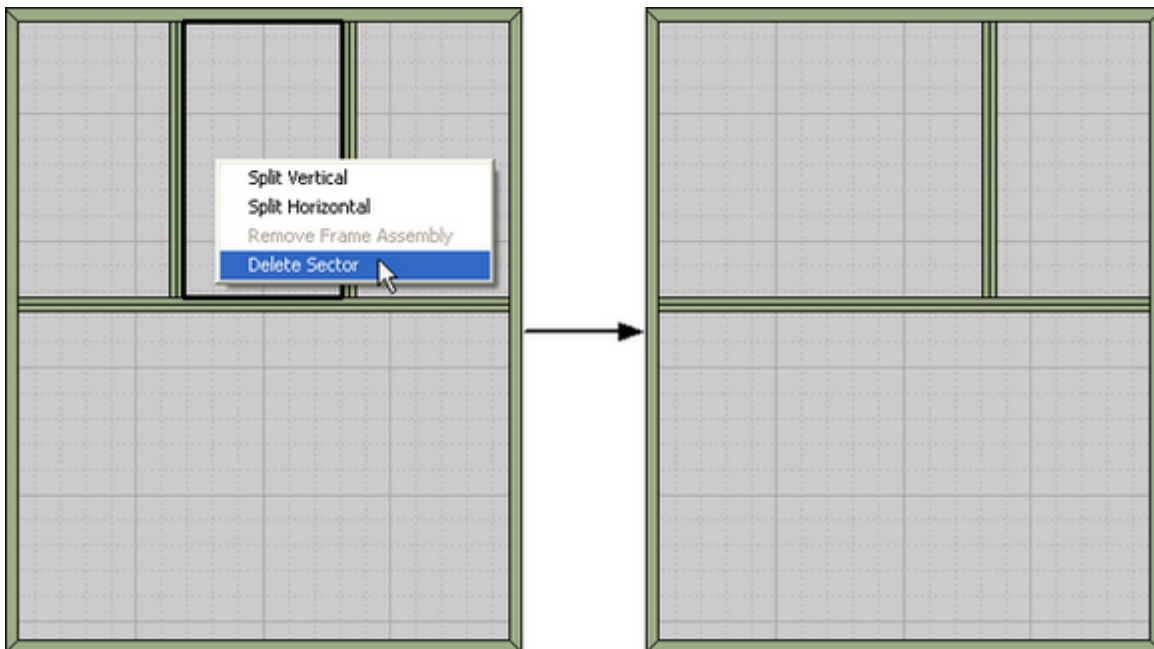 Split Vertical
Split Horizontal
Remove Frame Assembly
Delete Sector